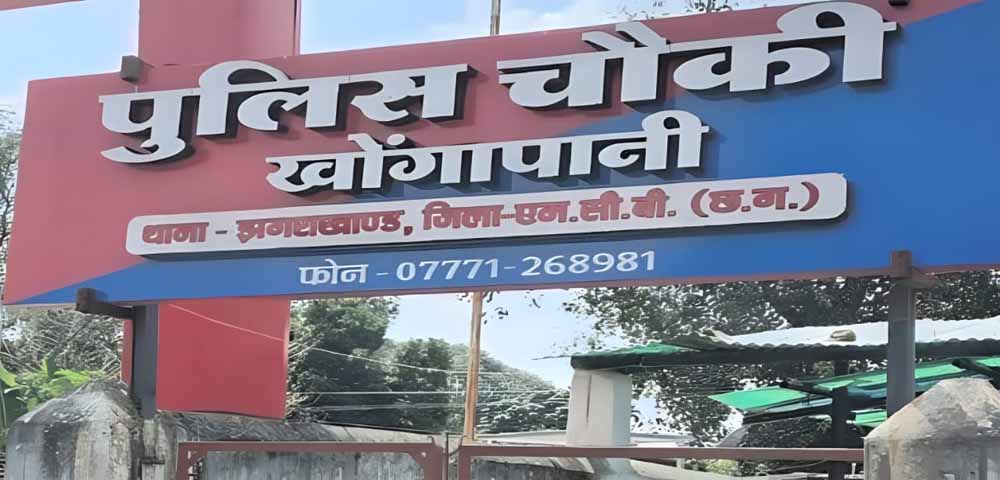 पुलिस चौकी
खोंगापानी
थाना - झगराखाण्ड, जिला-एम.सी.बी. (छ.ग.)
फोन - 07771-268981